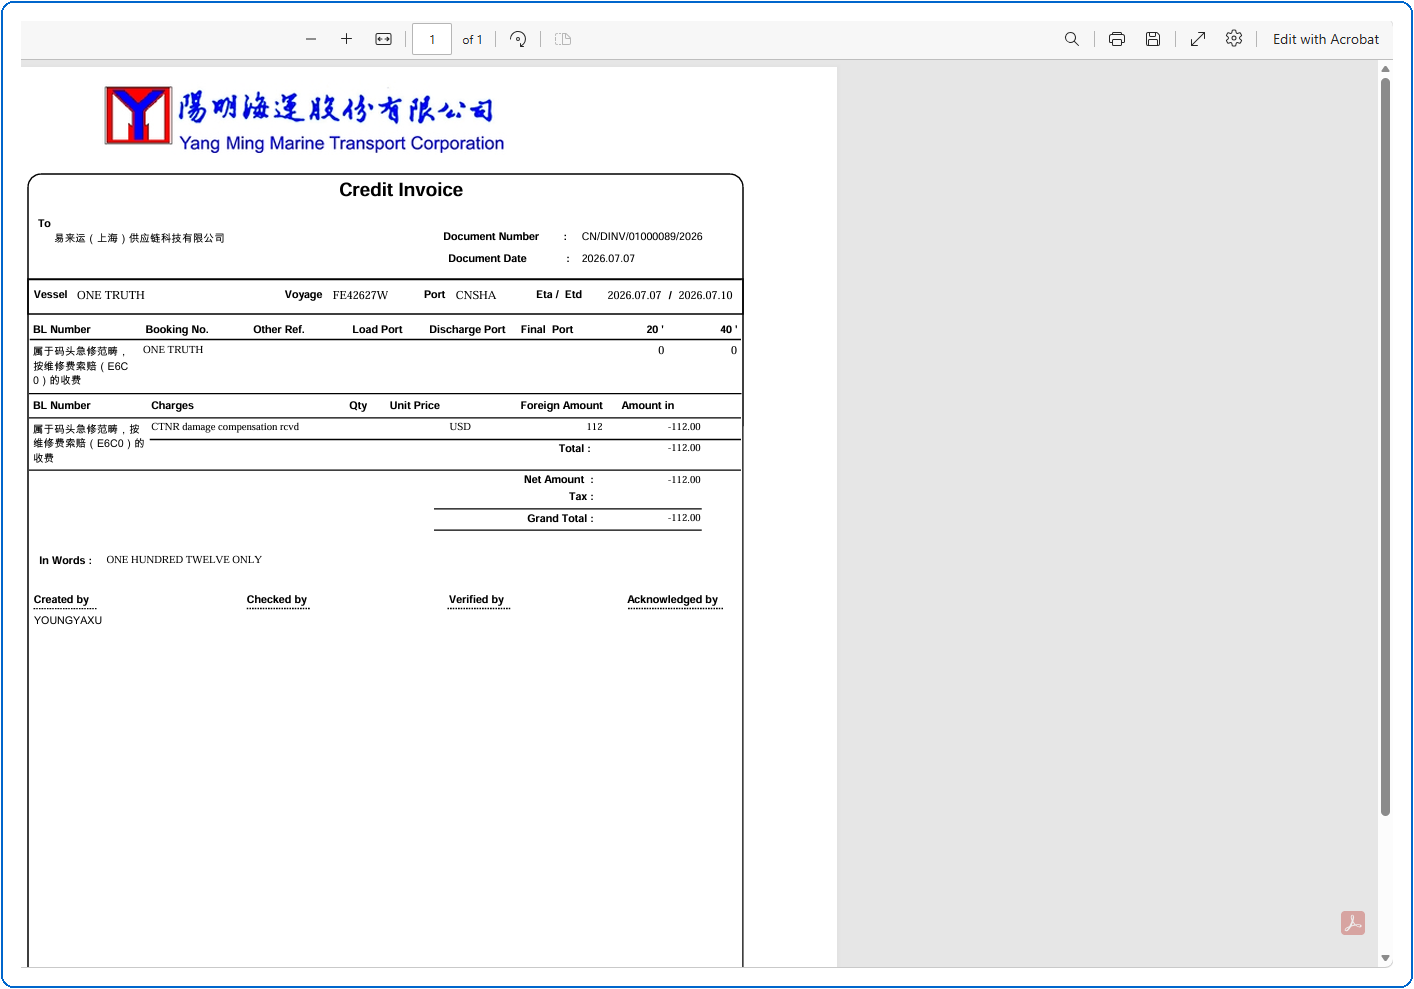 1 of 1 Edit with Acrobat
陽明海運股份有限公司
Yang Ming Marine Transport Corporation
Credit Invoice
To
易来运（上海）供应链科技有限公司
Document Number : CN/DINV/01000089/2026
Document Date : 2026.07.07
Vessel ONE TRUTH Voyage FE42627W Port CNSHA Eta / Etd 2026.07.07 / 2026.07.10
BL Number Booking No. Other Ref. Load Port Discharge Port Final Port 20 ' 40 '
属于码头急修范畴， ONE TRUTH 0 0
按维修费索赔（E6C
0）的收费
BL Number Charges Qty Unit Price Foreign Amount Amount in
属于码头急修范畴，按 CTNR damage compensation rcvd USD 112 -112.00
维修费索赔（E6C0）的 Total : -112.00
收费
Net Amount : -112.00
Tax :
Grand Total : -112.00
In Words : ONE HUNDRED TWELVE ONLY
Created by Checked by Verified by Acknowledged by
YOUNGYAXU